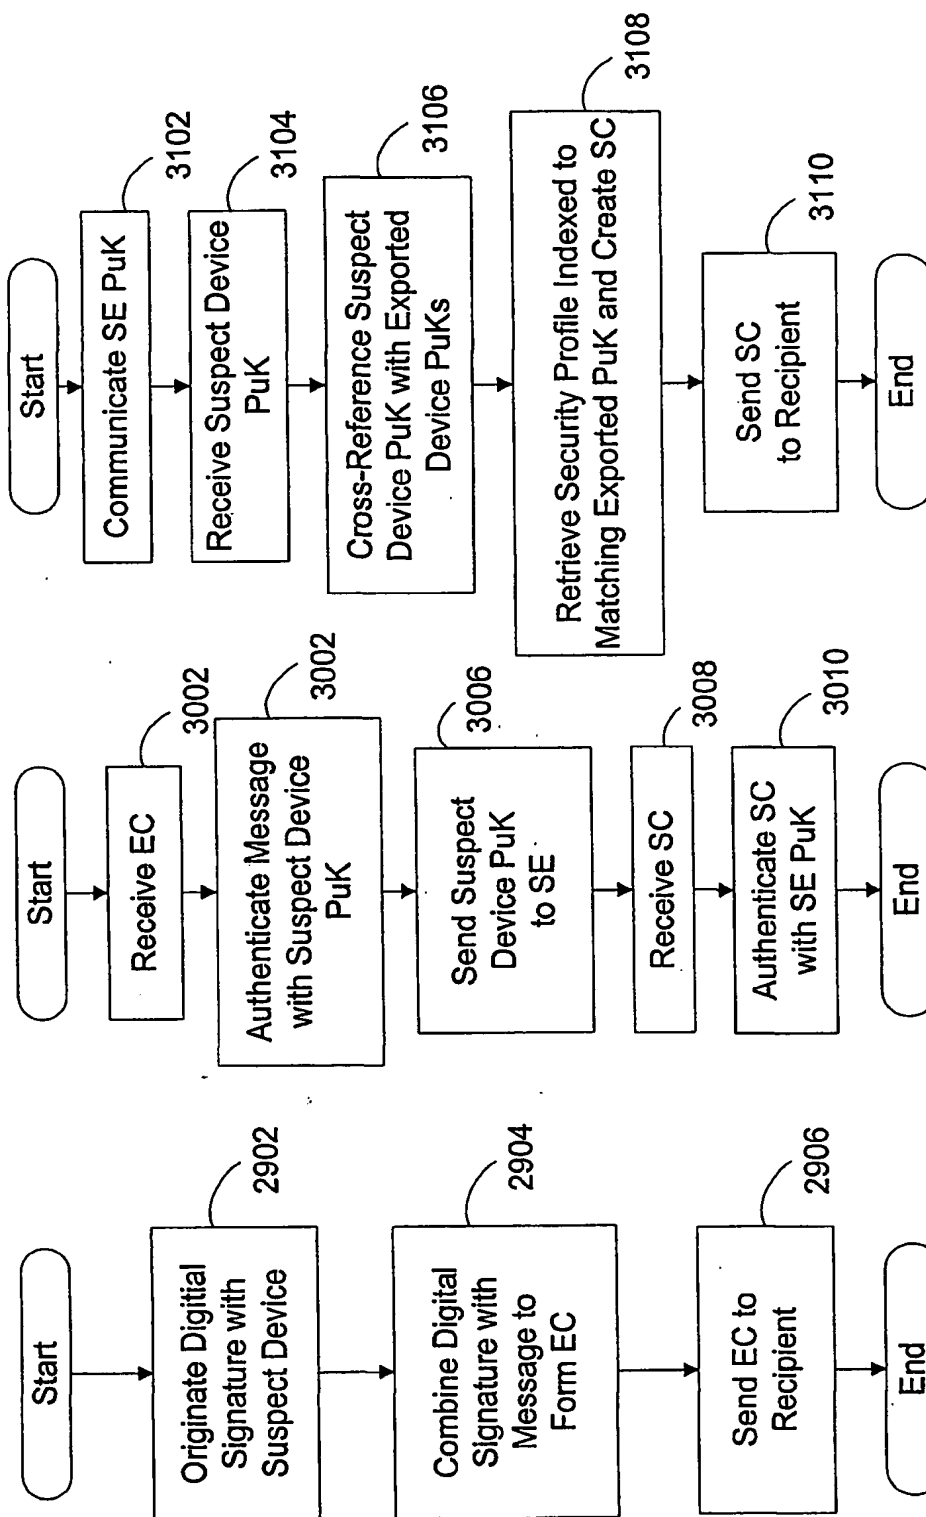 Start
Originate Digitial
Signature with
Suspect Device
2902
Combine Digital
Signature with
Message to
Form EC
2904
Send EC to
Recipient
2906
End
Start
Receive EC
3002
Authenticate Message
with Suspect Device
PuK
3002
Send Suspect
Device PuK
to SE
3006
Receive SC
3008
Authenticate SC
with SE PuK
3010
End
Start
Communicate SE PuK
3102
Receive Suspect Device
PuK
3104
Cross-Reference Suspect
Device PuK with Exported
Device PuKs
3106
Retrieve Security Profile Indexed to
Matching Exported PuK and Create SC
3108
Send SC
to Recipient
3110
End